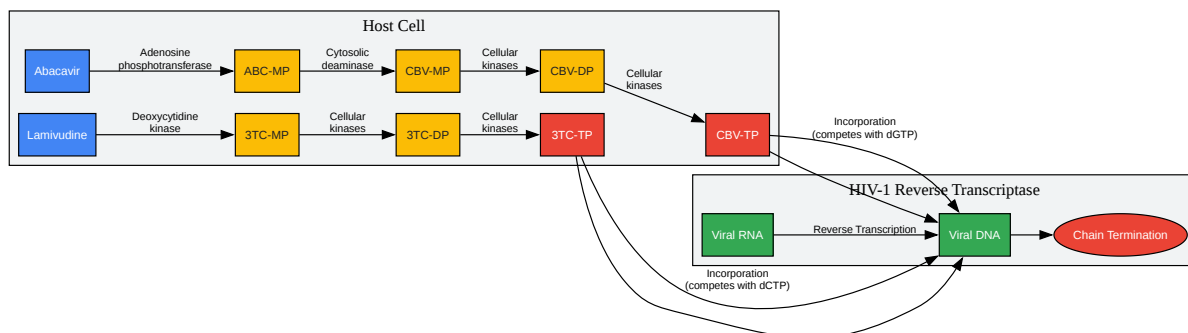 Host Cell
Abacavir
Adenosine
phosphotransferase
ABC-MP
Cytosolic
deaminase
CBV-MP
Cellular
kinases
CBV-DP
Cellular
kinases
Lamivudine
Deoxycytidine
kinase
3TC-MP
Cellular
kinases
3TC-DP
Cellular
kinases
3TC-TP
CBV-TP
Incorporation
(competes with dGTP)
HIV-1 Reverse Transcriptase
Viral RNA
Reverse Transcription
Viral DNA
Chain Termination
Incorporation
(competes with dCTP)